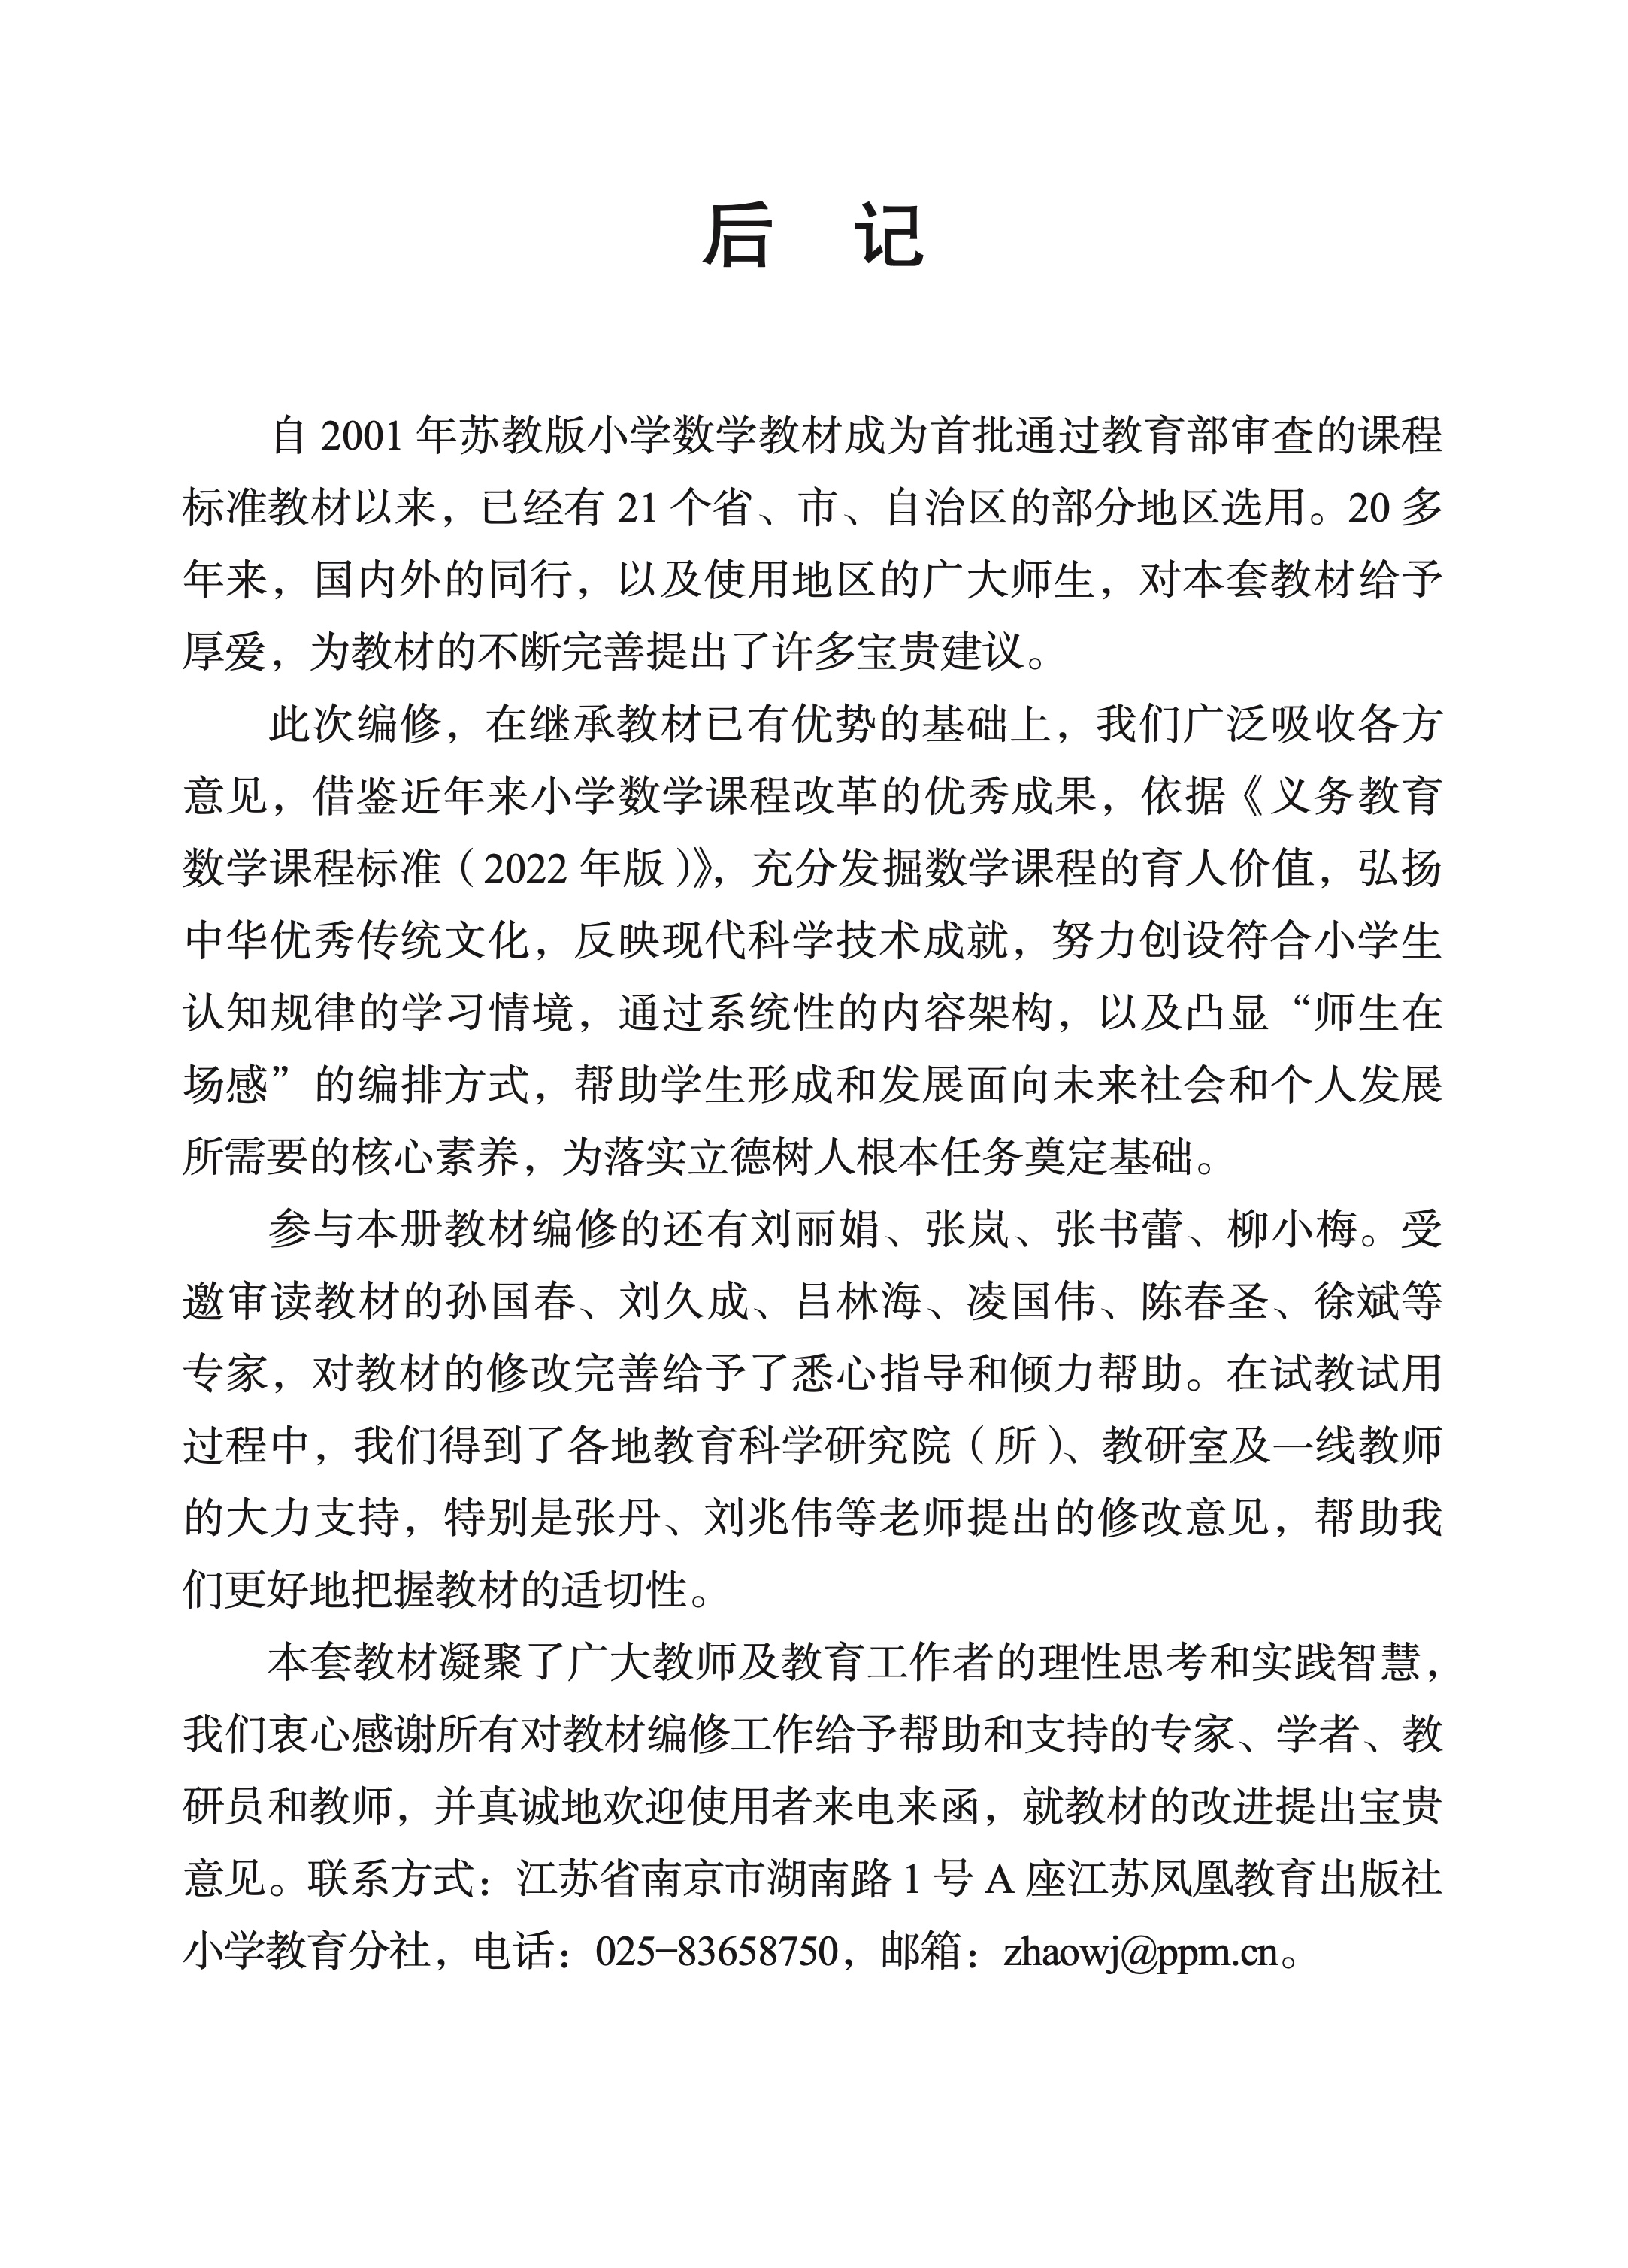 后 记
自 2001 年苏教版小学数学教材成为首批通过教育部审查的课程
标准教材以来，已经有 21 个省、市、自治区的部分地区选用。20 多
年来，国内外的同行，以及使用地区的广大师生，对本套教材给予
厚爱，为教材的不断完善提出了许多宝贵建议。
此次编修，在继承教材已有优势的基础上，我们广泛吸收各方
意见，借鉴近年来小学数学课程改革的优秀成果，依据《义务教育
数学课程标准（2022 年版）》，充分发掘数学课程的育人价值，弘扬
中华优秀传统文化，反映现代科学技术成就，努力创设符合小学生
认知规律的学习情境，通过系统性的内容架构，以及凸显“师生在
场感”的编排方式，帮助学生形成和发展面向未来社会和个人发展
所需要的核心素养，为落实立德树人根本任务奠定基础。
参与本册教材编修的还有刘丽娟、张岚、张书蕾、柳小梅。受
邀审读教材的孙国春、刘久成、吕林海、凌国伟、陈春圣、徐斌等
专家，对教材的修改完善给予了悉心指导和倾力帮助。在试教试用
过程中，我们得到了各地教育科学研究院（所）、教研室及一线教师
的大力支持，特别是张丹、刘兆伟等老师提出的修改意见，帮助我
们更好地把握教材的适切性。
本套教材凝聚了广大教师及教育工作者的理性思考和实践智慧，
我们衷心感谢所有对教材编修工作给予帮助和支持的专家、学者、教
研员和教师，并真诚地欢迎使用者来电来函，就教材的改进提出宝贵
意见。联系方式：江苏省南京市湖南路 1 号 A 座江苏凤凰教育出版社
小学教育分社，电话：025-83658750，邮箱：zhaowj@ppm.cn。